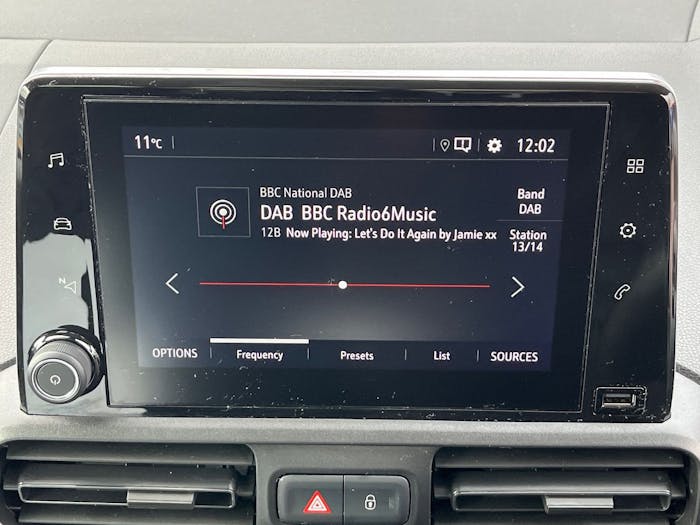 11°C
12:02
BBC National DAB
DAB BBC Radio6Music
12B Now Playing: Let's Do It Again by Jamie xx
Band
DAB
Station
13/14
N
OPTIONS
Frequency
Presets
List
SOURCES